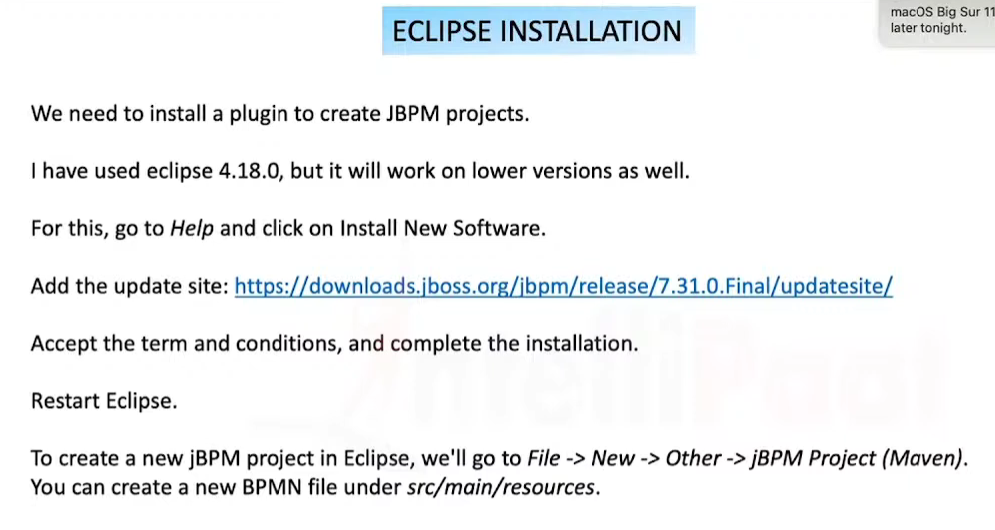 ECLIPSE INSTALLATION
macOS Big Sur 11
later tonight.
We need to install a plugin to create JBPM projects.
I have used eclipse 4.18.0, but it will work on lower versions as well.
For this, go to Help and click on Install New Software.
Add the update site: https://downloads.jboss.org/jbpm/release/7.31.0.Final/updatesite/
Accept the term and conditions, and complete the installation.
IntelliPaat
Restart Eclipse.
To create a new jBPM project in Eclipse, we'll go to File -> New -> Other -> jBPM Project (Maven).
You can create a new BPMN file under src/main/resources.